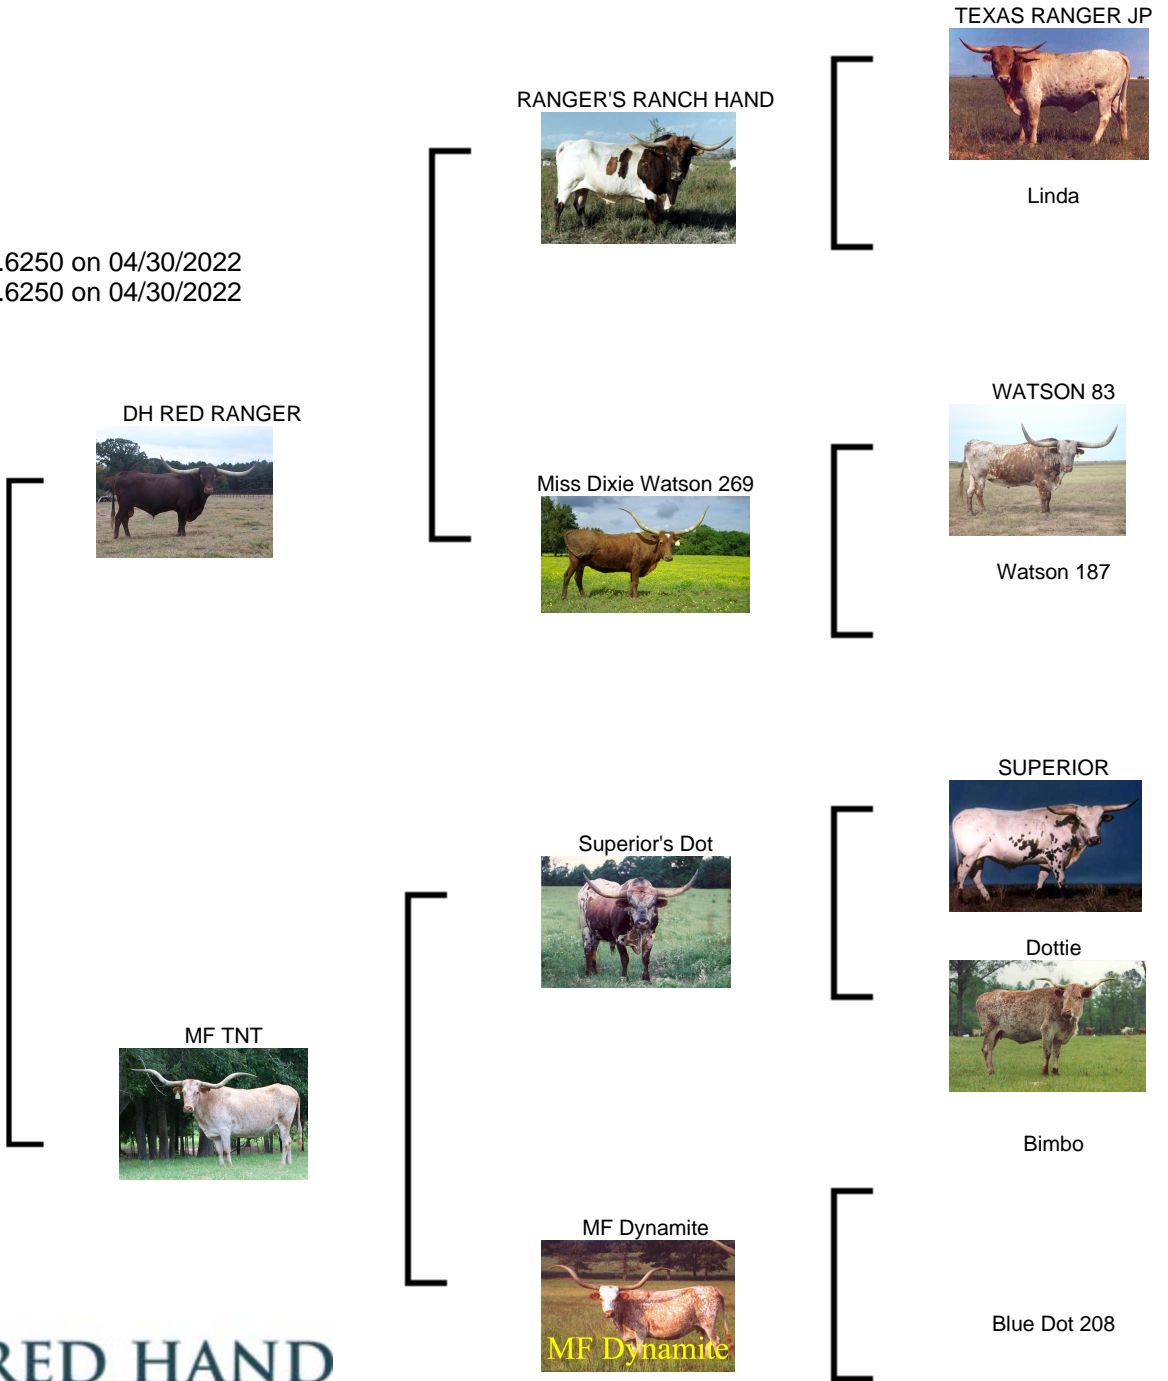 TEXAS RANGER JP
RANGER'S RANCH HAND
Linda
.6250 on 04/30/2022
.6250 on 04/30/2022
WATSON 83
DH RED RANGER
Miss Dixie Watson 269
Watson 187
SUPERIOR
Superior's Dot
Dottie
MF TNT
Bimbo
MF Dynamite
MF Dynamite
Blue Dot 208
RED HAND